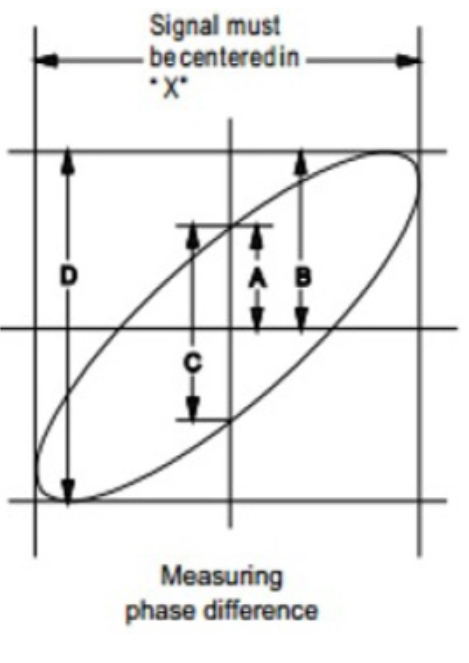 Signal must
be centered in
"X"
D
A
B
C
Measuring
phase difference